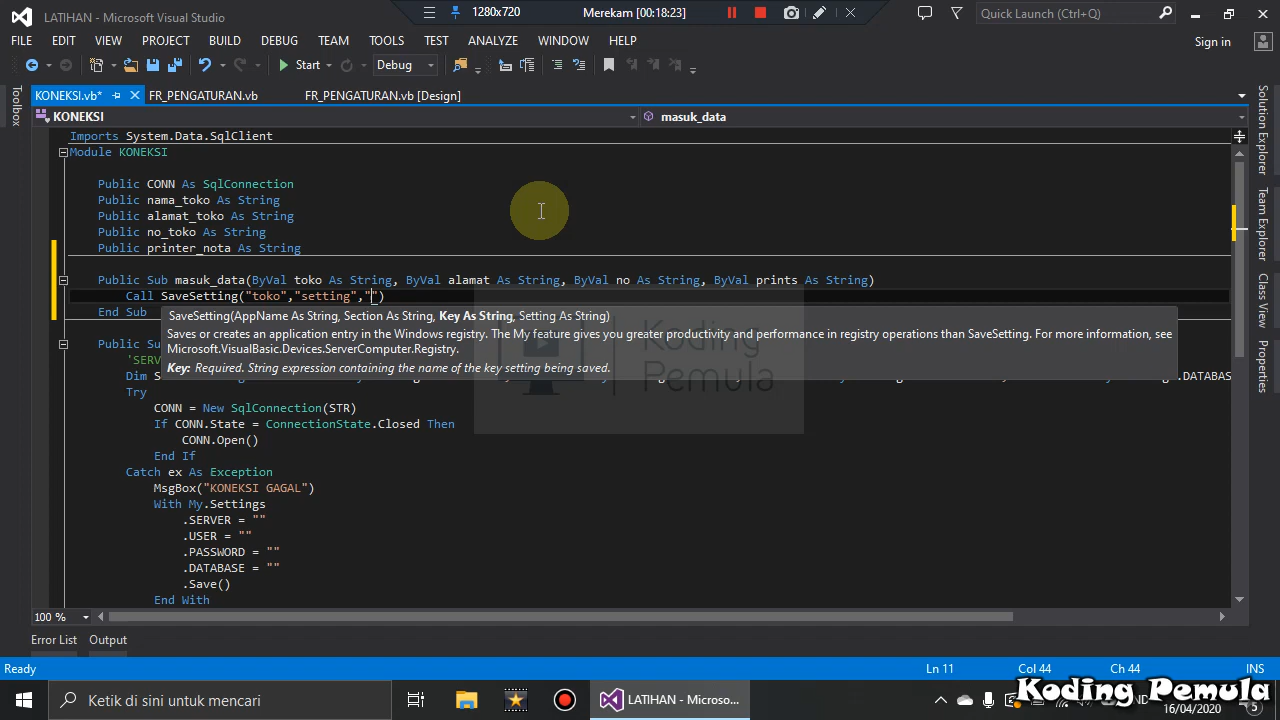 LATIHAN - Microsoft Visual Studio
1280x720
Merekam [00:18:23]
Quick Launch (Ctrl+Q)
FILE EDIT VIEW PROJECT BUILD DEBUG TEAM TOOLS TEST ANALYZE WINDOW HELP
Sign in
Start
Debug
KONEKSI.vb*
FR_PENGATURAN.vb
FR_PENGATURAN.vb [Design]
KONEKSI
masuk_data
Toolbox
Solution Explorer
Team Explorer
Class View
Properties
Imports System.Data.SqlClient
Module KONEKSI
Public CONN As SqlConnection
Public nama_toko As String
Public alamat_toko As String
Public no_toko As String
Public printer_nota As String
Public Sub masuk_data(ByVal toko As String, ByVal alamat As String, ByVal no As String, ByVal prints As String)
Call SaveSetting("toko","setting","")
End Sub
SaveSetting(AppName As String, Section As String, Key As String, Setting As String)
Saves or creates an application entry in the Windows registry. The My feature gives you greater productivity and performance in registry operations than SaveSetting. For more information, see
Microsoft.VisualBasic.Devices.ServerComputer.Registry.
Key: Required. String expression containing the name of the key setting being saved.
Koding
Pemula
Public Su
'SERV
Dim S
.DATABASE
Try
CONN = New SqlConnection(STR)
If CONN.State = ConnectionState.Closed Then
CONN.Open()
End If
Catch ex As Exception
MsgBox("KONEKSI GAGAL")
With My.Settings
.SERVER = ""
.USER = ""
.PASSWORD = ""
.DATABASE = ""
.Save()
End With
100 %
Error List
Output
Ready
Ln 11
Col 44
Ch 44
INS
Ketik di sini untuk mencari
LATIHAN - Microso...
Koding Pemula
16/04/2020
5